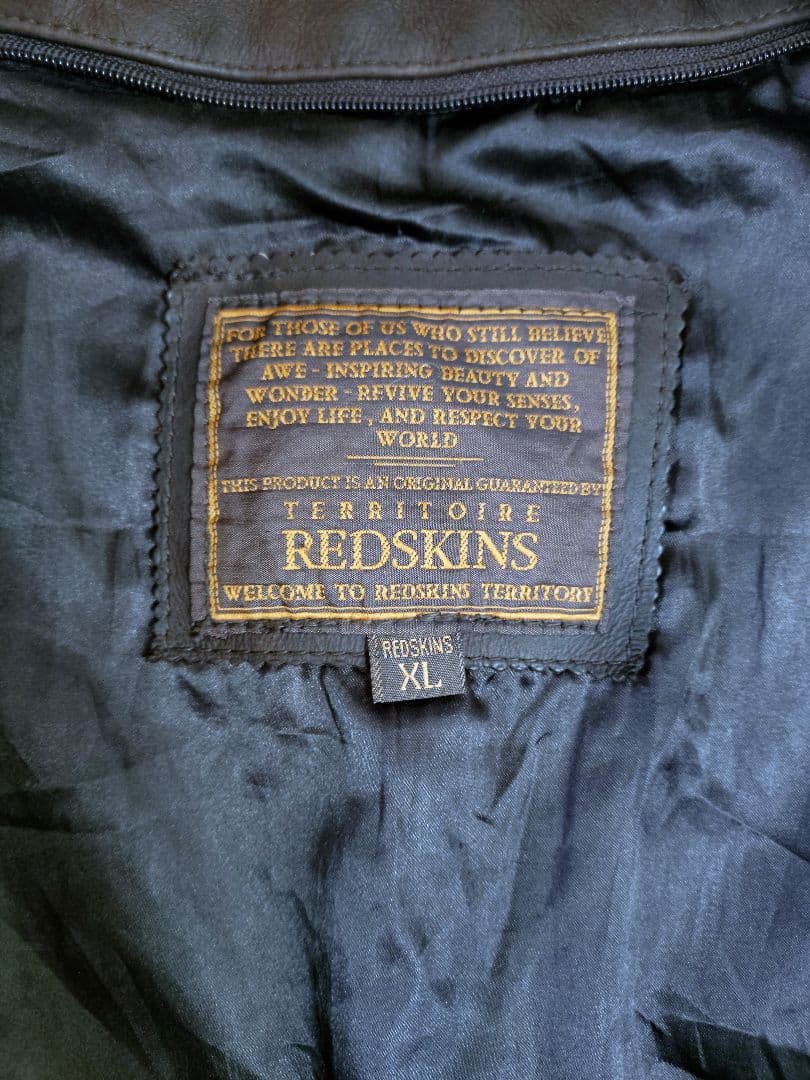 FOR THOSE OF US WHO STILL BELIEVE
THERE ARE PLACES TO DISCOVER OF
AWE - INSPIRING BEAUTY AND
WONDER - REVIVE YOUR SENSES,
ENJOY LIFE, AND RESPECT YOUR
WORLD
THIS PRODUCT IS AN ORIGINAL GUARANTEED BY
TERRITOIRE
REDSKINS
WELCOME TO REDSKINS TERRITORY
REDSKINS
XL